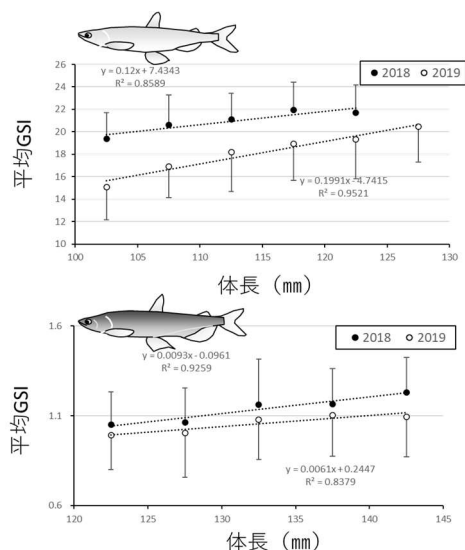 y = 0.12x + 7.4343
R² = 0.8589
● 2018 ○ 2019
26
24
22
20
18
16
14
12
10
平均GSI
y = 0.1991x - 4.7415
R² = 0.9521
100 105 110 115 120 125 130
体長（mm）
y = 0.0093x - 0.0961
R² = 0.9259
● 2018 ○ 2019
1.6
1.1
0.6
平均GSI
y = 0.0061x + 0.2447
R² = 0.8379
120 125 130 135 140 145
体長（mm）